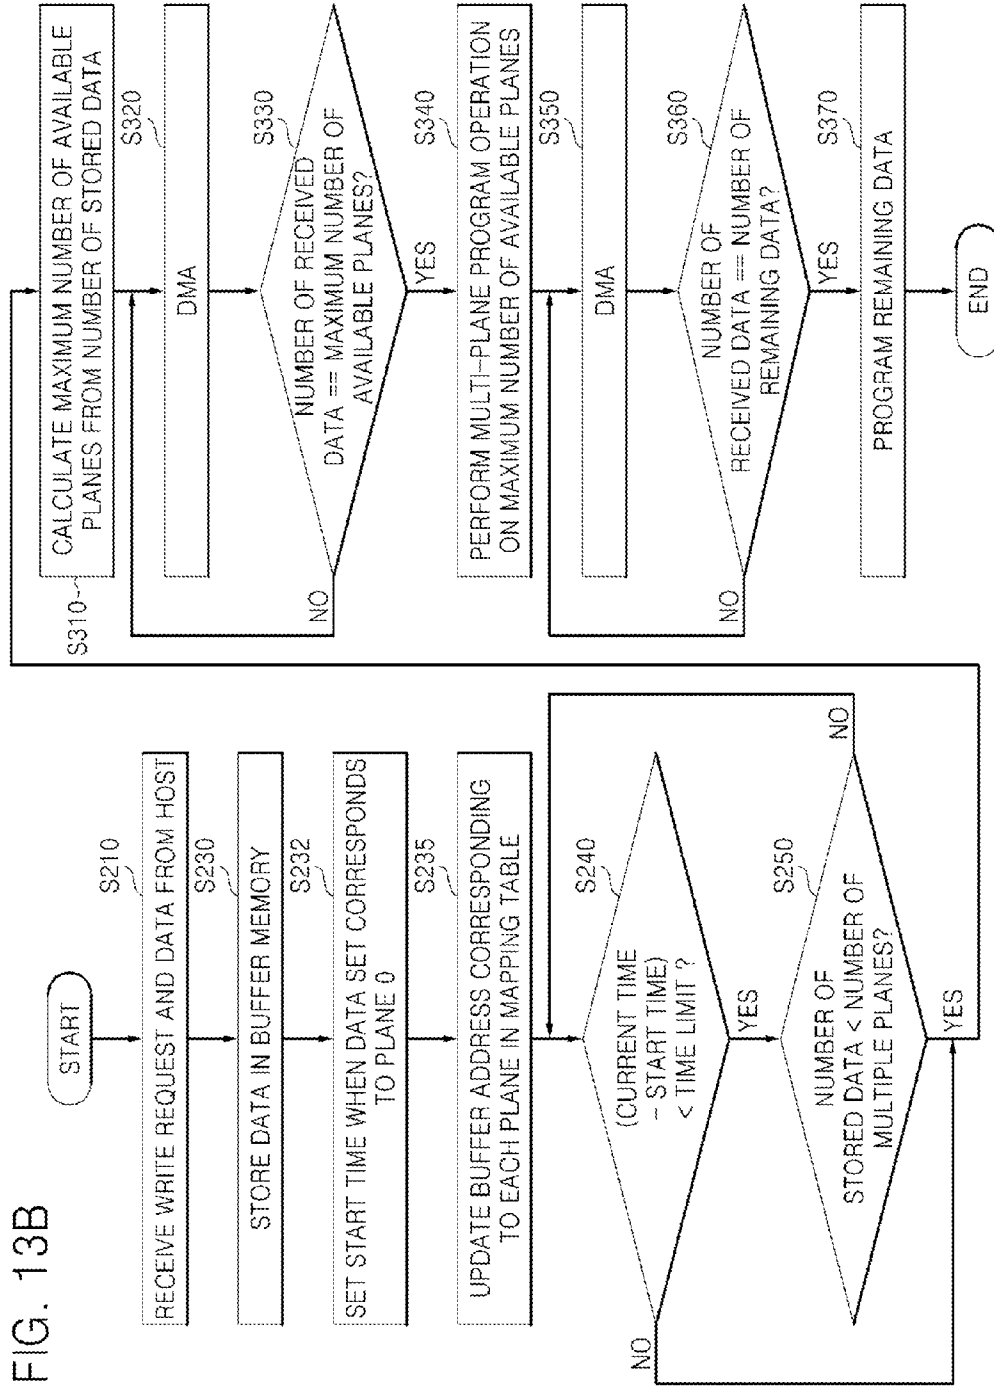 FIG. 13B
START
S210
RECEIVE WRITE REQUEST AND DATA FROM HOST
S230
STORE DATA IN BUFFER MEMORY
S232
SET START TIME WHEN DATA SET CORRESPONDS
TO PLANE 0
S235
UPDATE BUFFER ADDRESS CORRESPONDING
TO EACH PLANE IN MAPPING TABLE
S240
(CURRENT TIME
- START TIME)
< TIME LIMIT ?
NO
YES
S250
NUMBER OF
STORED DATA < NUMBER OF
MULTIPLE PLANES?
NO
YES
S310
CALCULATE MAXIMUM NUMBER OF AVAILABLE
PLANES FROM NUMBER OF STORED DATA
S320
DMA
S330
NUMBER OF RECEIVED
DATA == MAXIMUM NUMBER OF
AVAILABLE PLANES?
NO
YES
S340
PERFORM MULTI-PLANE PROGRAM OPERATION
ON MAXIMUM NUMBER OF AVAILABLE PLANES
S350
DMA
S360
NUMBER OF
RECEIVED DATA == NUMBER OF
REMAINING DATA?
NO
YES
S370
PROGRAM REMAINING DATA
END